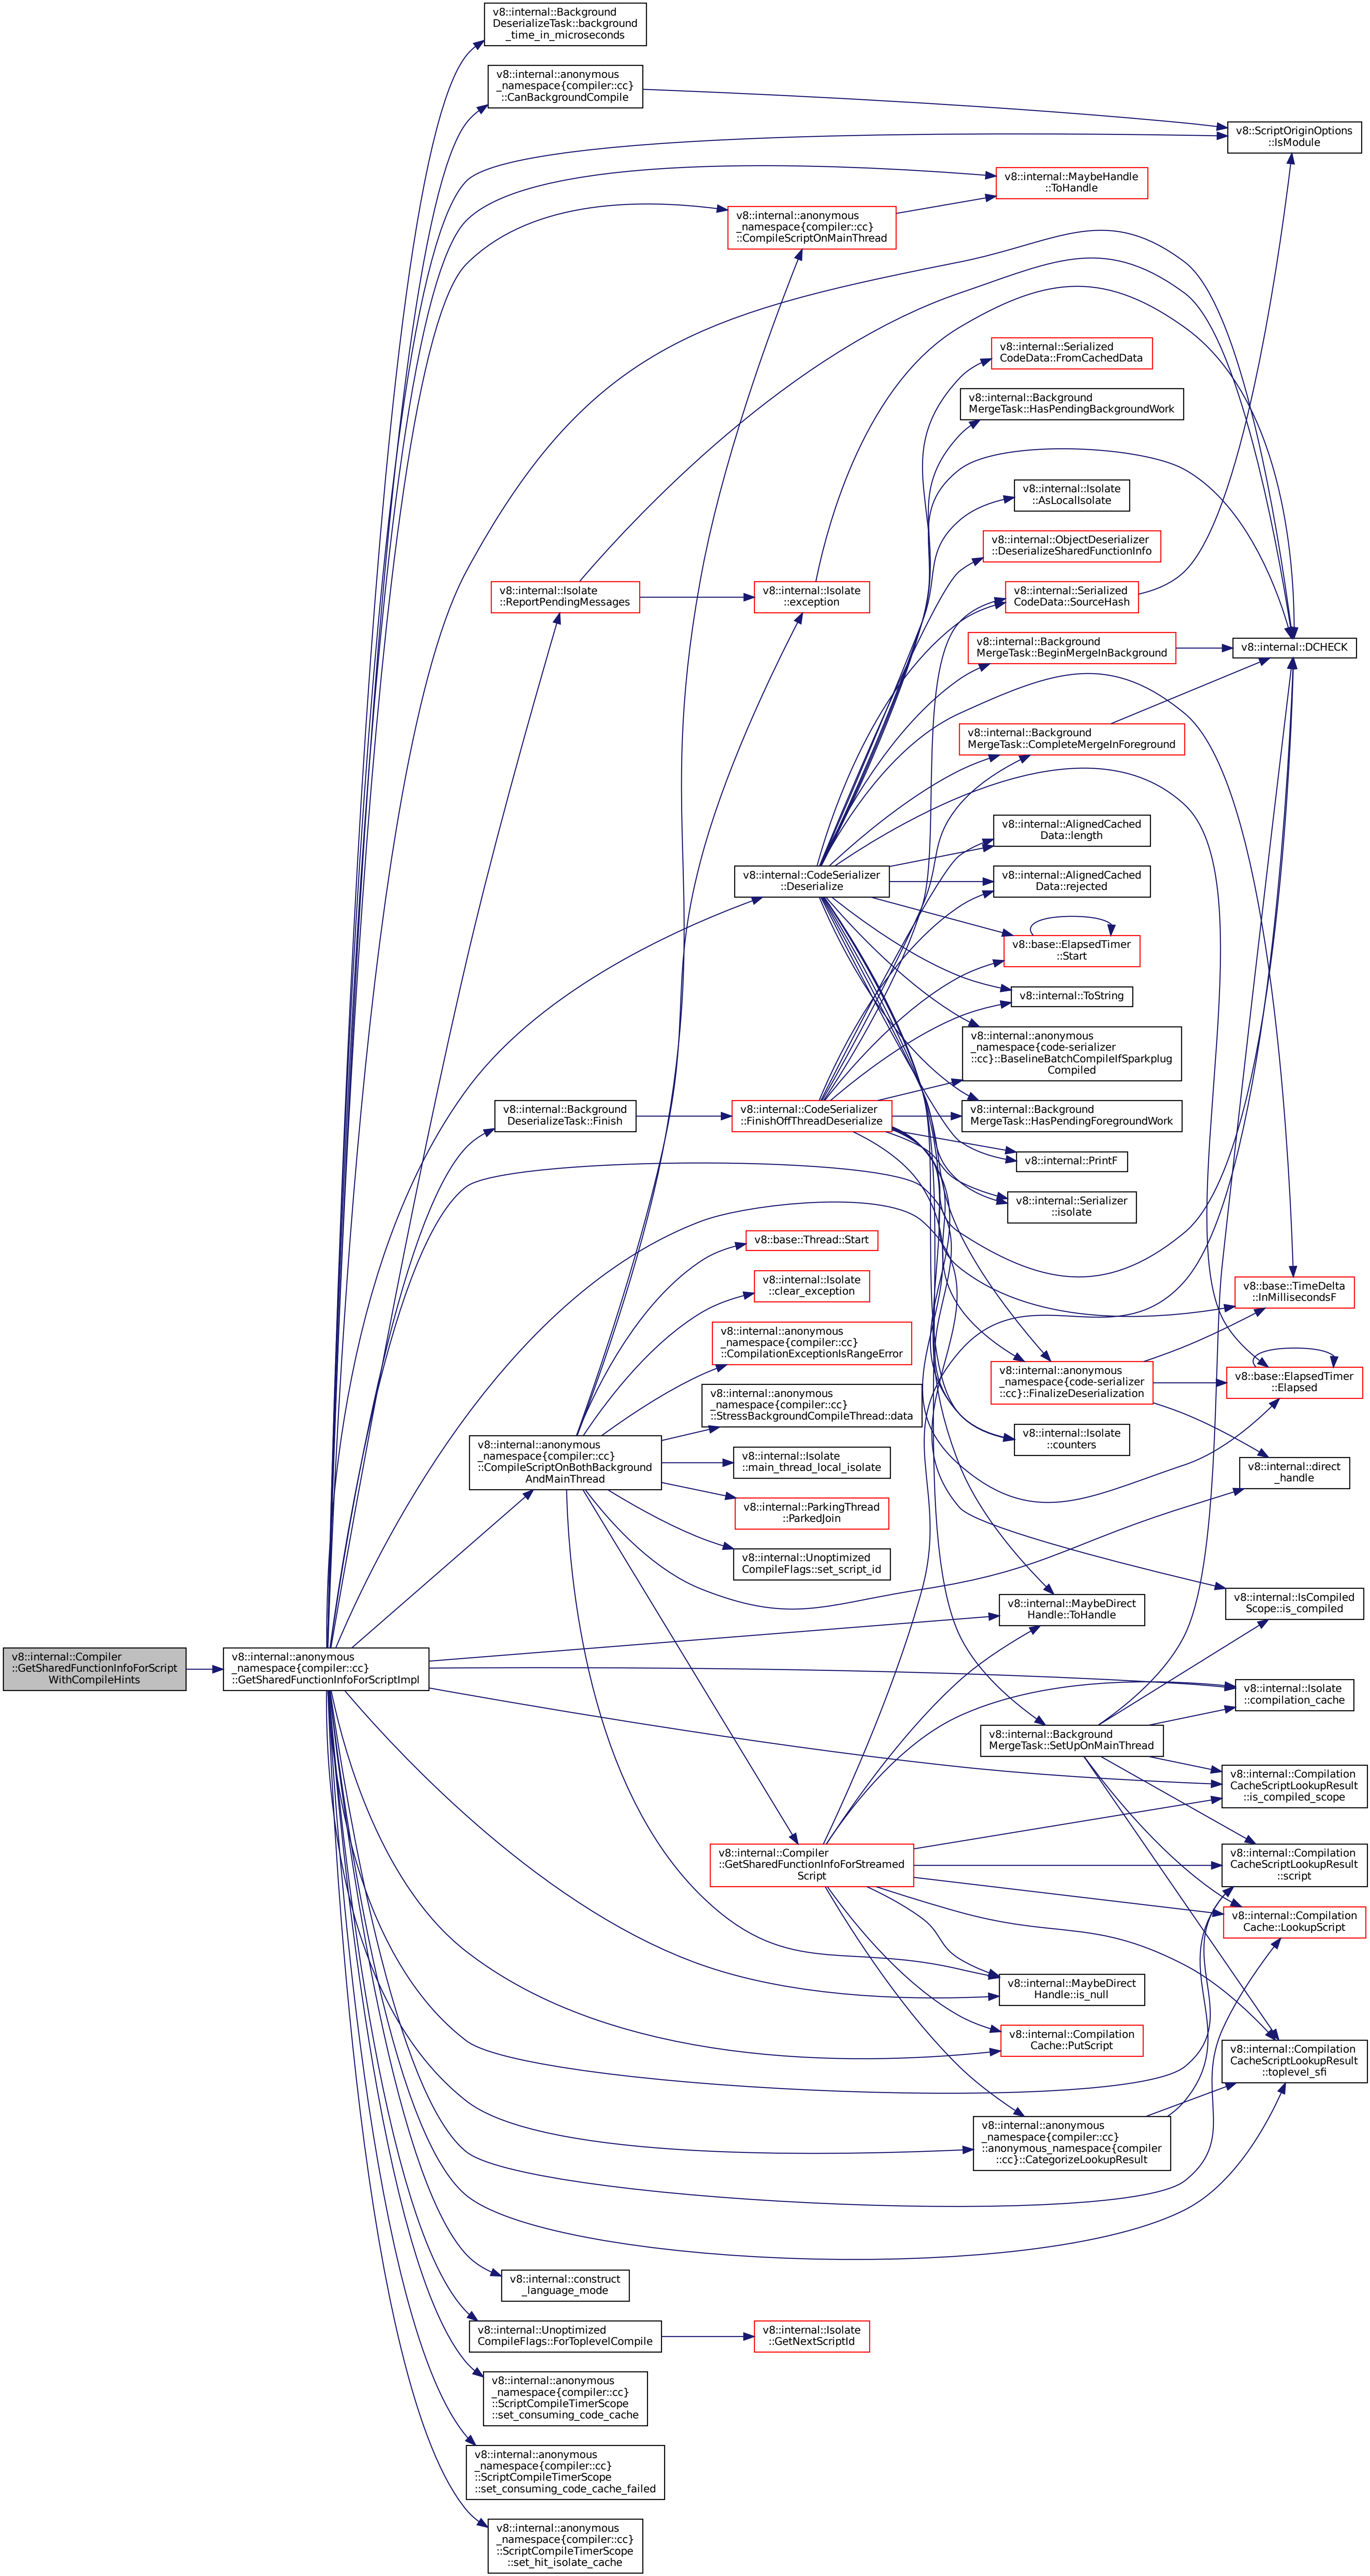 v8::internal::Background
DeserializeTask::background
_time_in_microseconds
v8::internal::anonymous
_namespace{compiler::cc}
::CanBackgroundCompile
v8::ScriptOriginOptions
::IsModule
v8::internal::MaybeHandle
::ToHandle
v8::internal::anonymous
_namespace{compiler::cc}
::CompileScriptOnMainThread
v8::internal::Serialized
CodeData::FromCachedData
v8::internal::Background
MergeTask::HasPendingBackgroundWork
v8::internal::Isolate
::AsLocalIsolate
v8::internal::ObjectDeserializer
::DeserializeSharedFunctionInfo
v8::internal::Isolate
::ReportPendingMessages
v8::internal::Isolate
::exception
v8::internal::Serialized
CodeData::SourceHash
v8::internal::Background
MergeTask::BeginMergeInBackground
v8::internal::DCHECK
v8::internal::Background
MergeTask::CompleteMergeInForeground
v8::internal::AlignedCached
Data::length
v8::internal::CodeSerializer
::Deserialize
v8::internal::AlignedCached
Data::rejected
v8::base::ElapsedTimer
::Start
v8::internal::ToString
v8::internal::anonymous
_namespace{code-serializer
::cc}::BaselineBatchCompileIfSparkplug
Compiled
v8::internal::Background
DeserializeTask::Finish
v8::internal::CodeSerializer
::FinishOffThreadDeserialize
v8::internal::Background
MergeTask::HasPendingForegroundWork
v8::internal::PrintF
v8::internal::Serializer
::isolate
v8::base::Thread::Start
v8::internal::Isolate
::clear_exception
v8::base::TimeDelta
::InMillisecondsF
v8::internal::anonymous
_namespace{compiler::cc}
::CompilationExceptionIsRangeError
v8::internal::anonymous
_namespace{code-serializer
::cc}::FinalizeDeserialization
v8::base::ElapsedTimer
::Elapsed
v8::internal::anonymous
_namespace{compiler::cc}
::StressBackgroundCompileThread::data
v8::internal::Isolate
::counters
v8::internal::anonymous
_namespace{compiler::cc}
::CompileScriptOnBothBackground
AndMainThread
v8::internal::Isolate
::main_thread_local_isolate
v8::internal::direct
_handle
v8::internal::ParkingThread
::ParkedJoin
v8::internal::Unoptimized
CompileFlags::set_script_id
v8::internal::MaybeDirect
Handle::ToHandle
v8::internal::IsCompiled
Scope::is_compiled
v8::internal::Compiler
::GetSharedFunctionInfoForScript
WithCompileHints
v8::internal::anonymous
_namespace{compiler::cc}
::GetSharedFunctionInfoForScriptImpl
v8::internal::Isolate
::compilation_cache
v8::internal::Background
MergeTask::SetUpOnMainThread
v8::internal::Compilation
CacheScriptLookupResult
::is_compiled_scope
v8::internal::Compiler
::GetSharedFunctionInfoForStreamed
Script
v8::internal::Compilation
CacheScriptLookupResult
::script
v8::internal::Compilation
Cache::LookupScript
v8::internal::MaybeDirect
Handle::is_null
v8::internal::Compilation
Cache::PutScript
v8::internal::Compilation
CacheScriptLookupResult
::toplevel_sfi
v8::internal::anonymous
_namespace{compiler::cc}
::anonymous_namespace{compiler
::cc}::CategorizeLookupResult
v8::internal::construct
_language_mode
v8::internal::Unoptimized
CompileFlags::ForToplevelCompile
v8::internal::Isolate
::GetNextScriptId
v8::internal::anonymous
_namespace{compiler::cc}
::ScriptCompileTimerScope
::set_consuming_code_cache
v8::internal::anonymous
_namespace{compiler::cc}
::ScriptCompileTimerScope
::set_consuming_code_cache_failed
v8::internal::anonymous
_namespace{compiler::cc}
::ScriptCompileTimerScope
::set_hit_isolate_cache